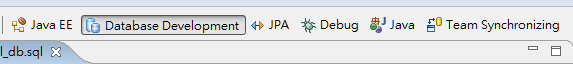 Java EE Database Development JPA Debug Java Team Synchronizing
l_db.sql